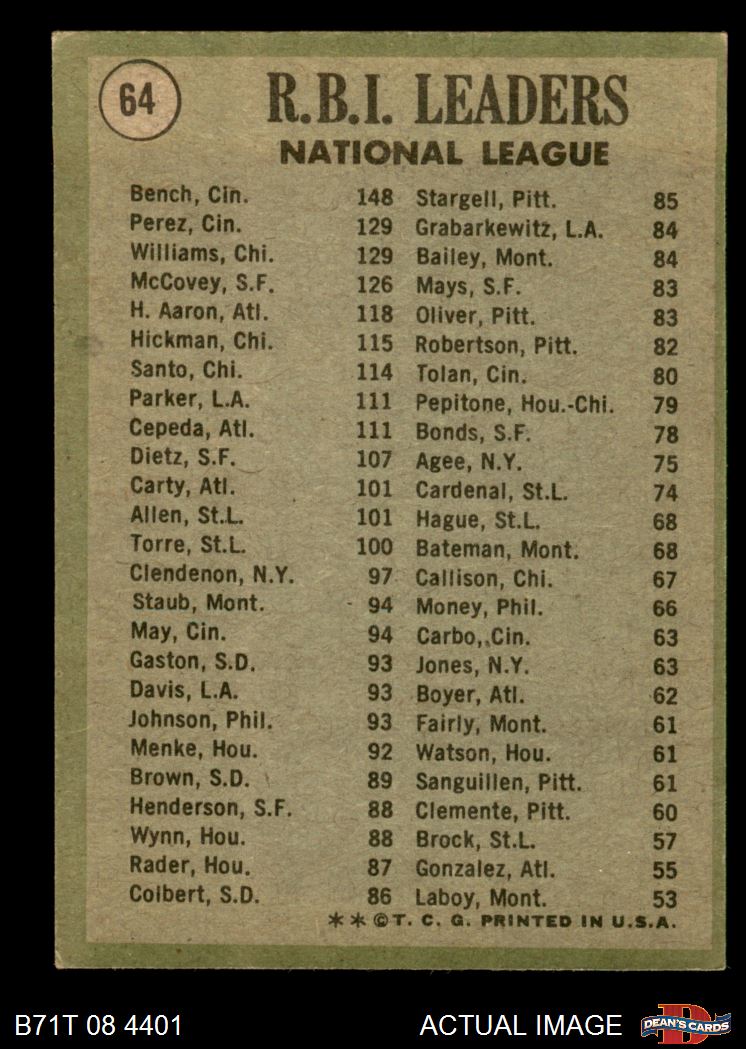 64
R.B.I. LEADERS
NATIONAL LEAGUE
Bench, Cin. 148 Stargell, Pitt. 85
Perez, Cin. 129 Grabarkewitz, L.A. 84
Williams, Chi. 129 Bailey, Mont. 84
McCovey, S.F. 126 Mays, S.F. 83
H. Aaron, Atl. 118 Oliver, Pitt. 83
Hickman, Chi. 115 Robertson, Pitt. 82
Santo, Chi. 114 Tolan, Cin. 80
Parker, L.A. 111 Pepitone, Hou.-Chi. 79
Cepeda, Atl. 111 Bonds, S.F. 78
Dietz, S.F. 107 Agee, N.Y. 75
Carty, Atl. 101 Cardenal, St.L. 74
Allen, St.L. 101 Hague, St.L. 68
Torre, St.L. 100 Bateman, Mont. 68
Clendenon, N.Y. 97 Callison, Chi. 67
Staub, Mont. 94 Money, Phil. 66
May, Cin. 94 Carbo, Cin. 63
Gaston, S.D. 93 Jones, N.Y. 63
Davis, L.A. 93 Boyer, Atl. 62
Johnson, Phil. 93 Fairly, Mont. 61
Menke, Hou. 92 Watson, Hou. 61
Brown, S.D. 89 Sanguillen, Pitt. 61
Henderson, S.F. 88 Clemente, Pitt. 60
Wynn, Hou. 88 Brock, St.L. 57
Rader, Hou. 87 Gonzalez, Atl. 55
Colbert, S.D. 86 Laboy, Mont. 53
✶✶©T. C. G. PRINTED IN U.S.A.
B71T 08 4401 ACTUAL IMAGE DEAN'S CARDS